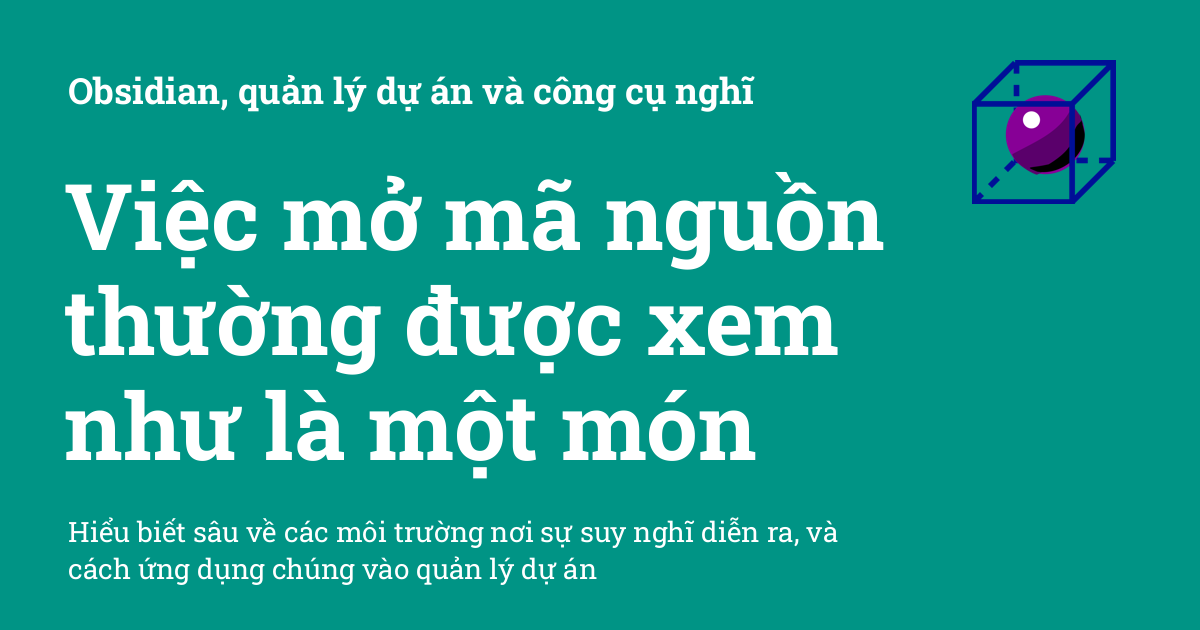 Obsidian, quản lý dự án và công cụ nghĩ
Việc mở mã nguồn
thường được xem
như là một món
Hiểu biết sâu về các môi trường nơi sự suy nghĩ diễn ra, và
cách ứng dụng chúng vào quản lý dự án